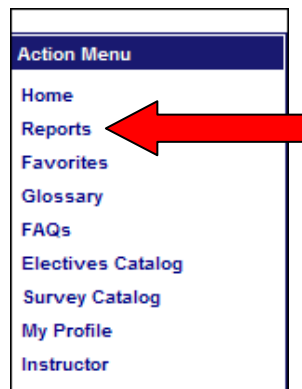 Action Menu
Home
Reports
Favorites
Glossary
FAQs
Electives Catalog
Survey Catalog
My Profile
Instructor